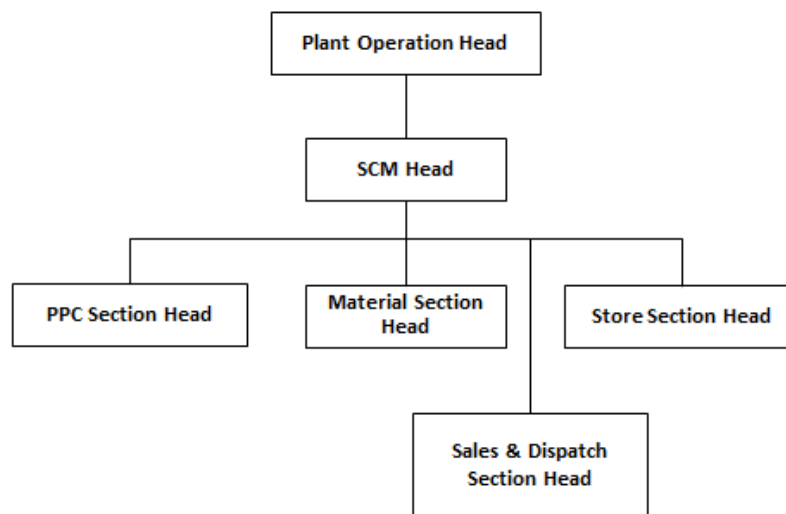 Plant Operation Head
SCM Head
PPC Section Head
Material Section
Head
Store Section Head
Sales & Dispatch
Section Head